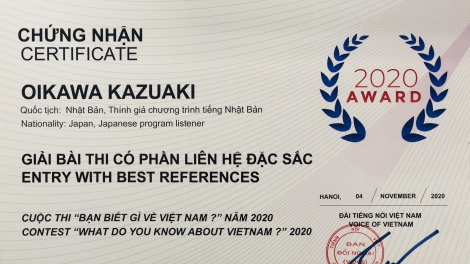 CHỨNG NHẬN
CERTIFICATE
OIKAWA KAZUAKI
Quốc tịch: Nhật Bản, Thính giả chương trình tiếng Nhật Bản
Nationality: Japan, Japanese program listener
2020
AWARD
GIẢI BÀI THI CÓ PHẦN LIÊN HỆ ĐẶC SẮC
ENTRY WITH BEST REFERENCES
HANOI, 04 / NOVEMBER / 2020
CUỘC THI “BẠN BIẾT GÌ VỀ VIỆT NAM ?” NĂM 2020
CONTEST “WHAT DO YOU KNOW ABOUT VIETNAM ?” 2020
ĐÀI TIẾNG NÓI VIỆT NAM
VOICE OF VIETNAM
BAN
ĐỐI NGOẠI